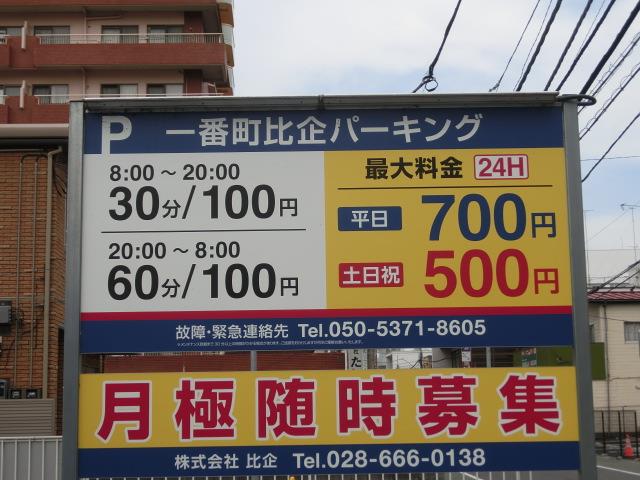 P 一番町比企パーキング
8:00～20:00
30分/100円
20:00～8:00
60分/100円
最大料金 24H
平日 700円
土日祝 500円
故障・緊急連絡先 Tel.050-5371-8605
月極随時募集
株式会社 比企 Tel.028-666-0138